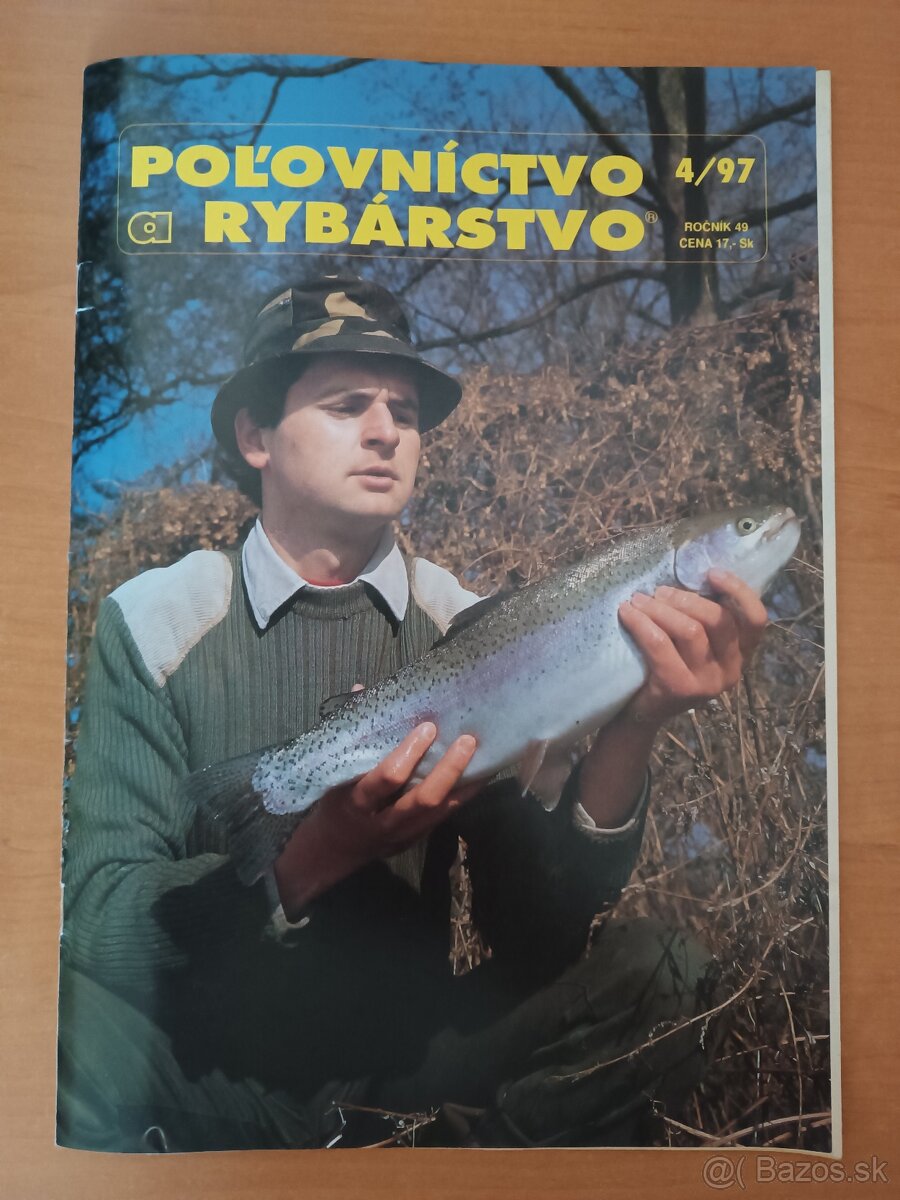 POĽOVNÍCTVO
a RYBÁRSTVO®
4/97
ROČNÍK 49
CENA 17,- Sk
@( Bazos.sk